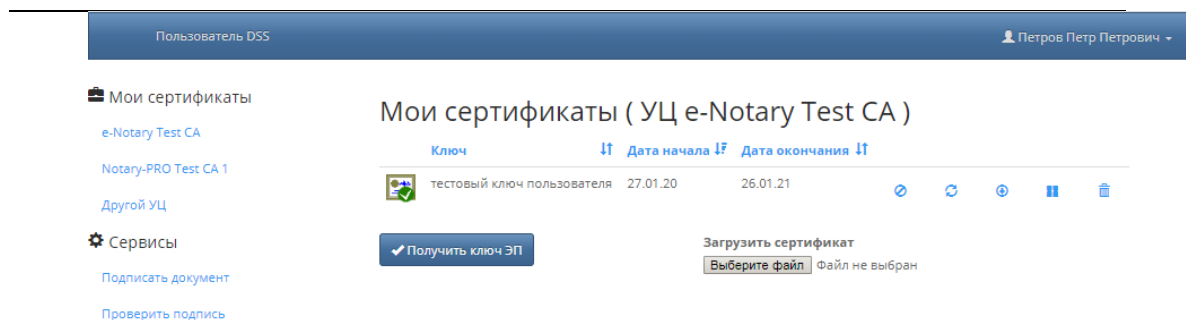 Пользователь DSS
Петров Петр Петрович
Мои сертификаты
e-Notary Test CA
Notary-PRO Test CA 1
Другой УЦ
Сервисы
Подписать документ
Проверить подпись
Мои сертификаты ( УЦ e-Notary Test CA )
Ключ Дата начала Дата окончания
тестовый ключ пользователя 27.01.20 26.01.21
Получить ключ ЭП
Загрузить сертификат
Выберите файл Файл не выбран